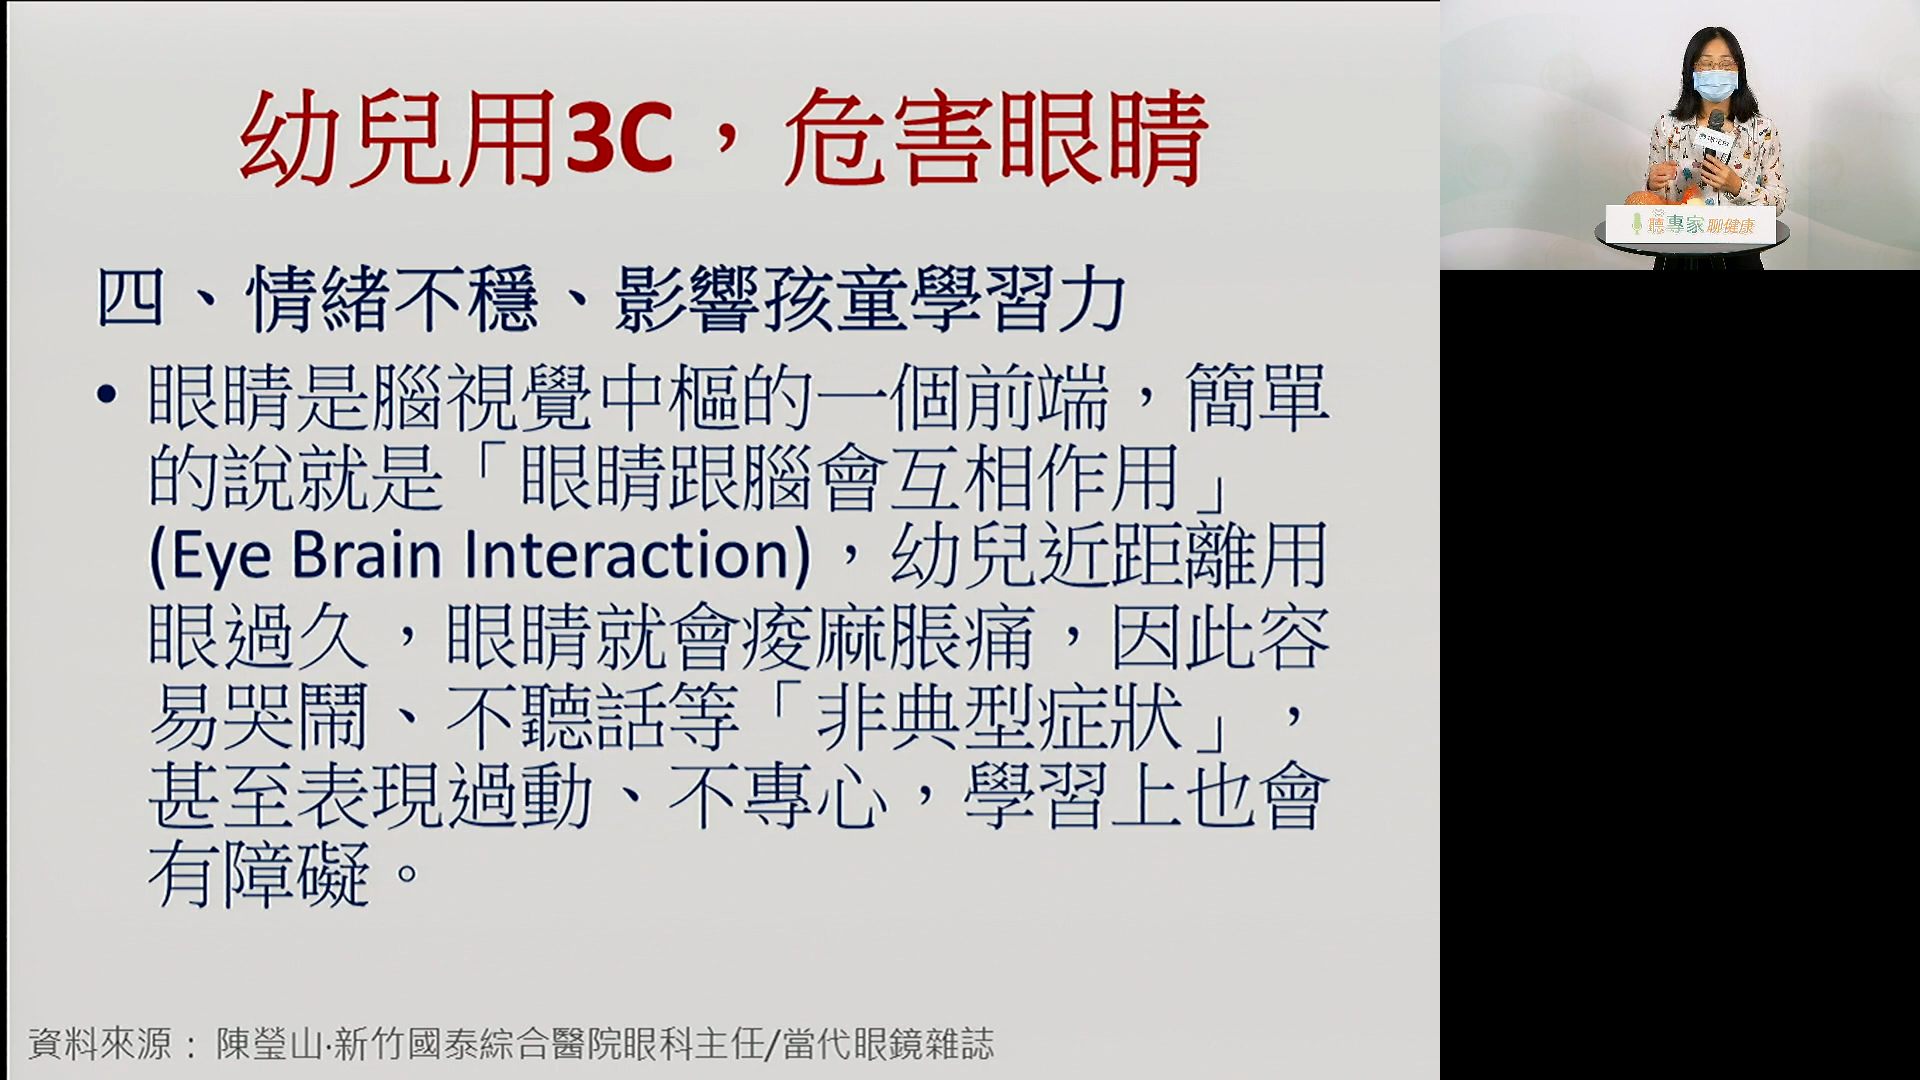 幼兒用3C，危害眼睛
四、情緒不穩、影響孩童學習力
• 眼睛是腦視覺中樞的一個前端，簡單
的說就是「眼睛跟腦會互相作用」
(Eye Brain Interaction)，幼兒近距離用
眼過久，眼睛就會痠麻脹痛，因此容
易哭鬧、不聽話等「非典型症狀」，
甚至表現過動、不專心，學習上也會
有障礙。
資料來源： 陳瑩山‧新竹國泰綜合醫院眼科主任/當代眼鏡雜誌
聽專家聊健康